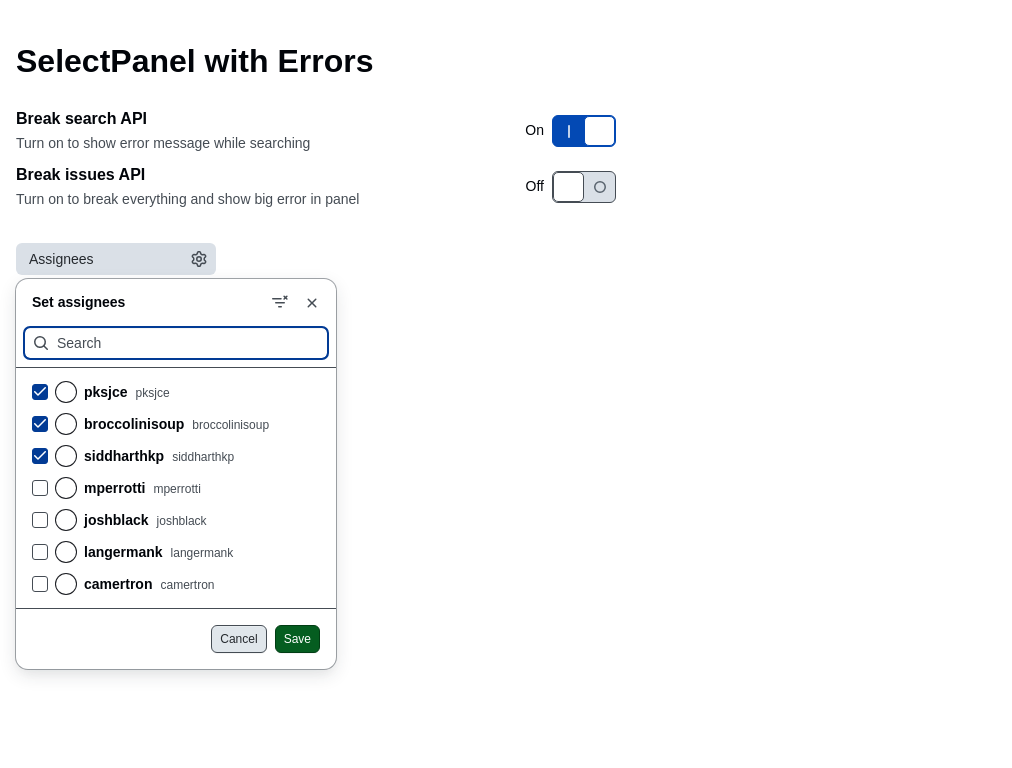 SelectPanel with Errors
Break search API
Turn on to show error message while searching
On
Break issues API
Turn on to break everything and show big error in panel
Off
Assignees
Set assignees
Search
pksjce pksjce
broccolinisoup broccolinisoup
siddharthkp siddharthkp
mperrotti mperrotti
joshblack joshblack
langermank langermank
camertron camertron
Cancel Save